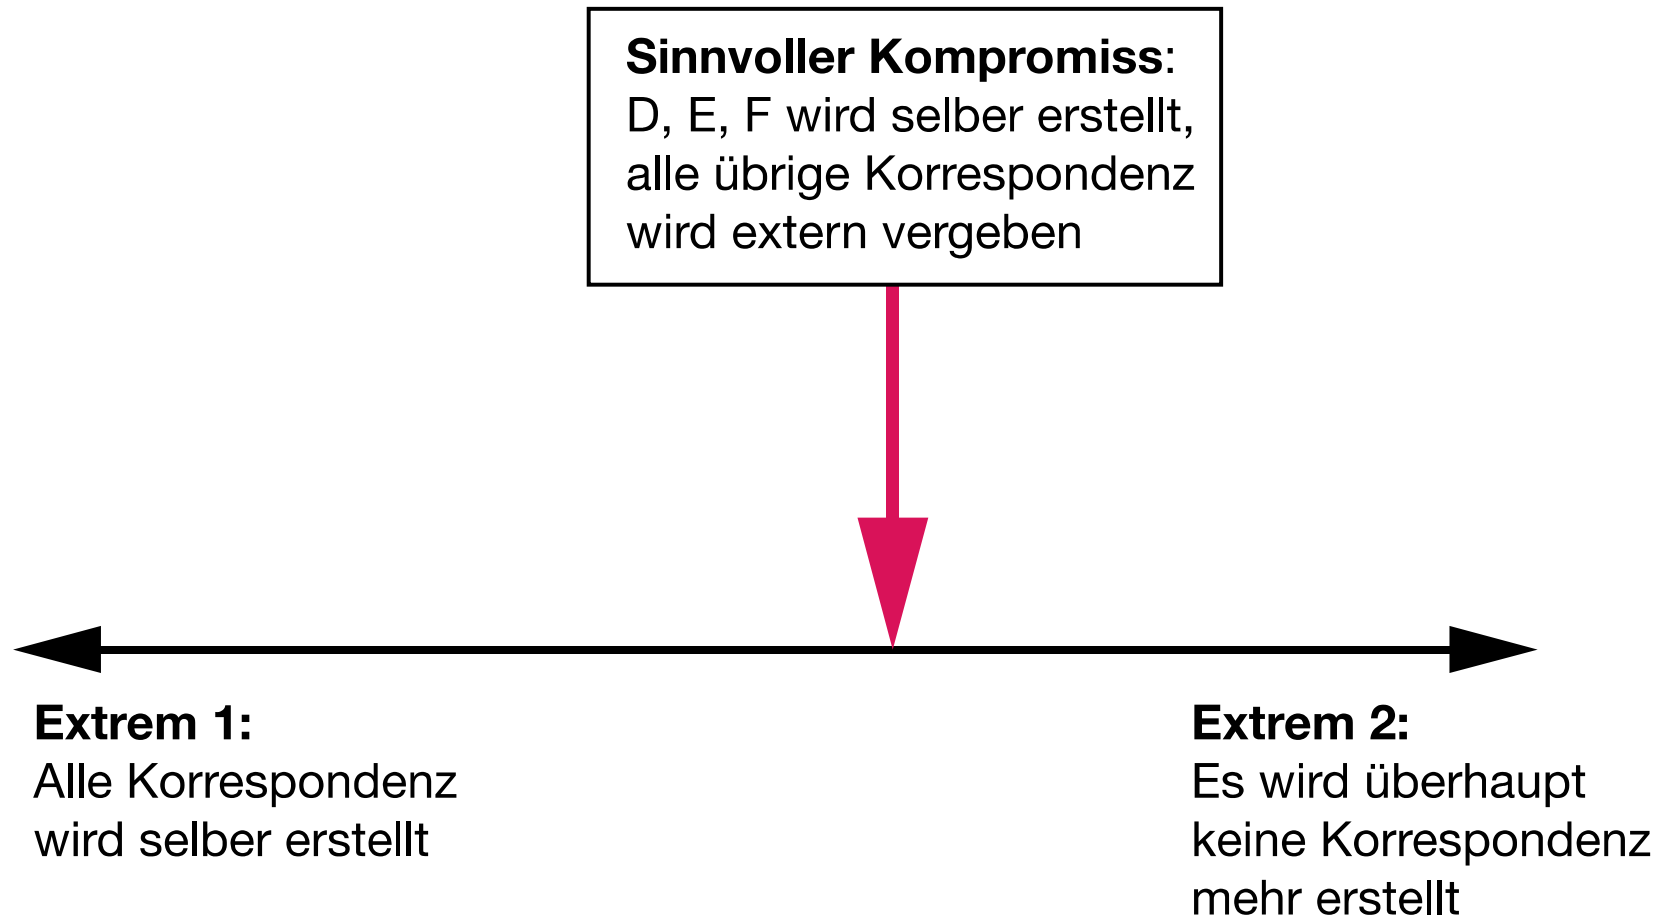 Sinnvoller Kompromiss:
D, E, F wird selber erstellt,
alle übrige Korrespondenz
wird extern vergeben
Extrem 1:
Alle Korrespondenz
wird selber erstellt
Extrem 2:
Es wird überhaupt
keine Korrespondenz
mehr erstellt